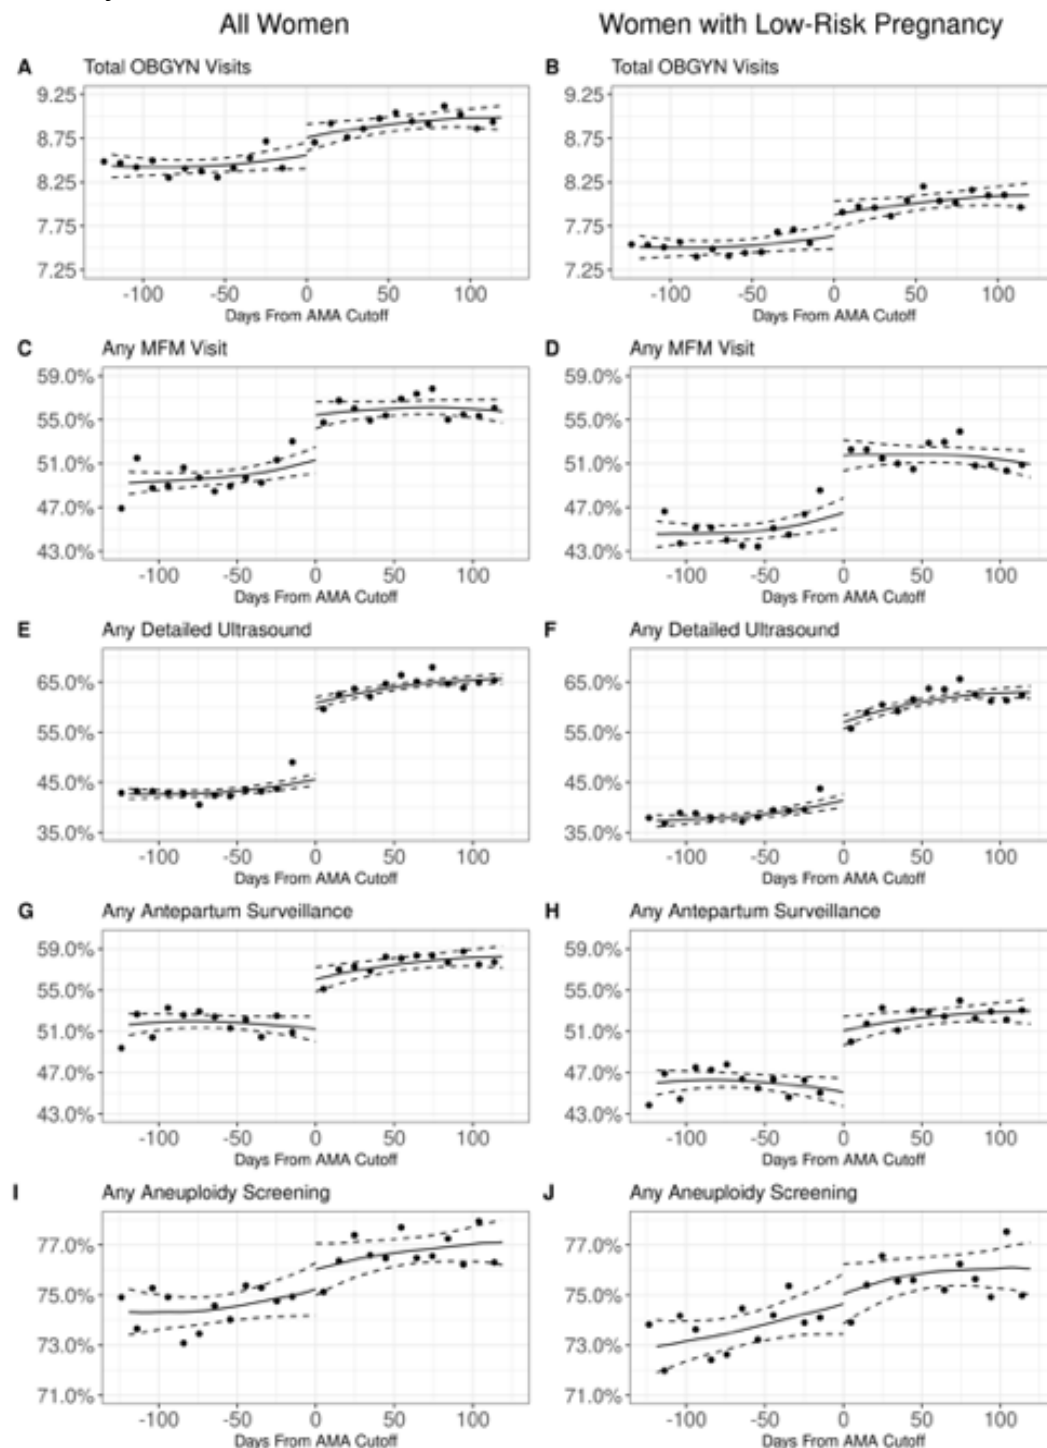 All Women Women with Low-Risk Pregnancy
A Total OBGYN Visits B Total OBGYN Visits
9.25 9.25
8.75 8.75
8.25 8.25
7.75 7.75
7.25 7.25
-100 -50 0 50 100 -100 -50 0 50 100
Days From AMA Cutoff Days From AMA Cutoff
C Any MFM Visit D Any MFM Visit
59.0% 59.0%
55.0% 55.0%
51.0% 51.0%
47.0% 47.0%
43.0% 43.0%
-100 -50 0 50 100 -100 -50 0 50 100
Days From AMA Cutoff Days From AMA Cutoff
E Any Detailed Ultrasound F Any Detailed Ultrasound
65.0% 65.0%
55.0% 55.0%
45.0% 45.0%
35.0% 35.0%
-100 -50 0 50 100 -100 -50 0 50 100
Days From AMA Cutoff Days From AMA Cutoff
G Any Antepartum Surveillance H Any Antepartum Surveillance
59.0% 59.0%
55.0% 55.0%
51.0% 51.0%
47.0% 47.0%
43.0% 43.0%
-100 -50 0 50 100 -100 -50 0 50 100
Days From AMA Cutoff Days From AMA Cutoff
I Any Aneuploidy Screening J Any Aneuploidy Screening
77.0% 77.0%
75.0% 75.0%
73.0% 73.0%
71.0% 71.0%
-100 -50 0 50 100 -100 -50 0 50 100
Days From AMA Cutoff Days From AMA Cutoff